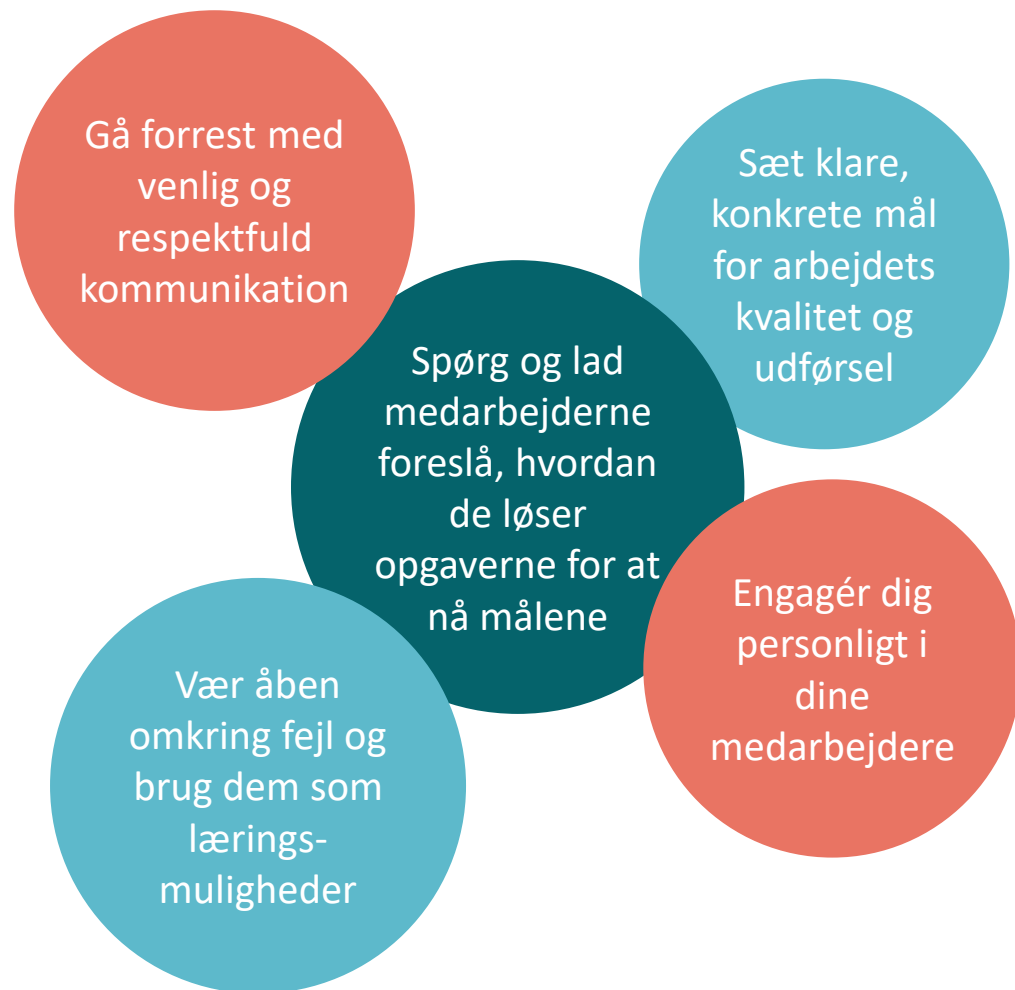 Gå forrest med
venlig og
respektfuld
kommunikation
Sæt klare,
konkrete mål
for arbejdets
kvalitet og
udførsel
Spørg og lad
medarbejderne
foreslå, hvordan
de løser
opgaverne for at
nå målene
Engagér dig
personligt i
dine
medarbejdere
Vær åben
omkring fejl og
brug dem som
lærings-
muligheder